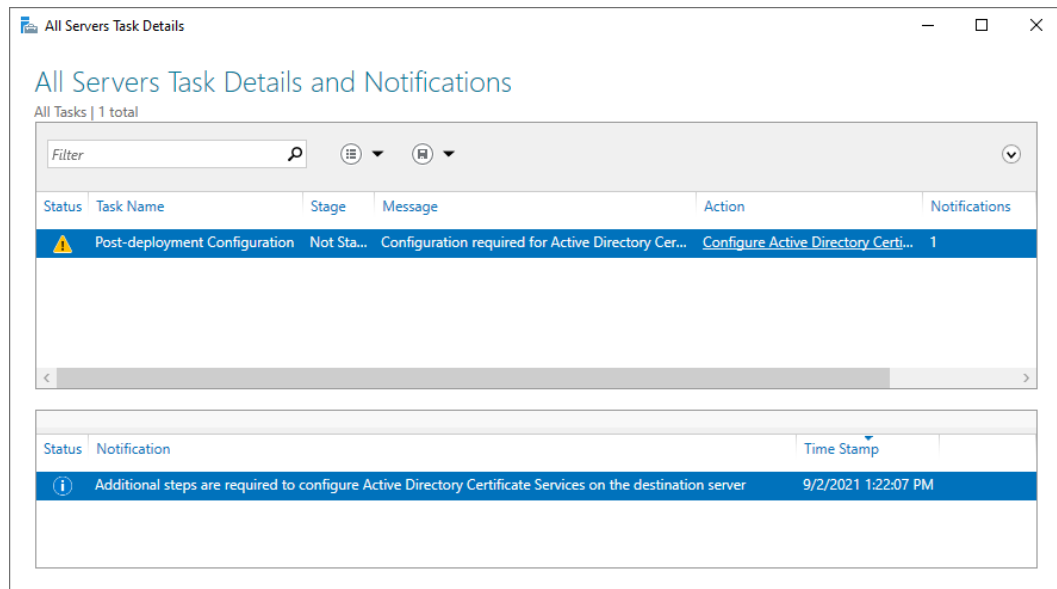 All Servers Task Details
All Servers Task Details and Notifications
All Tasks | 1 total
Filter
Status Task Name Stage Message Action Notifications
Post-deployment Configuration Not Sta... Configuration required for Active Directory Cer... Configure Active Directory Certi... 1
Status Notification Time Stamp
Additional steps are required to configure Active Directory Certificate Services on the destination server 9/2/2021 1:22:07 PM